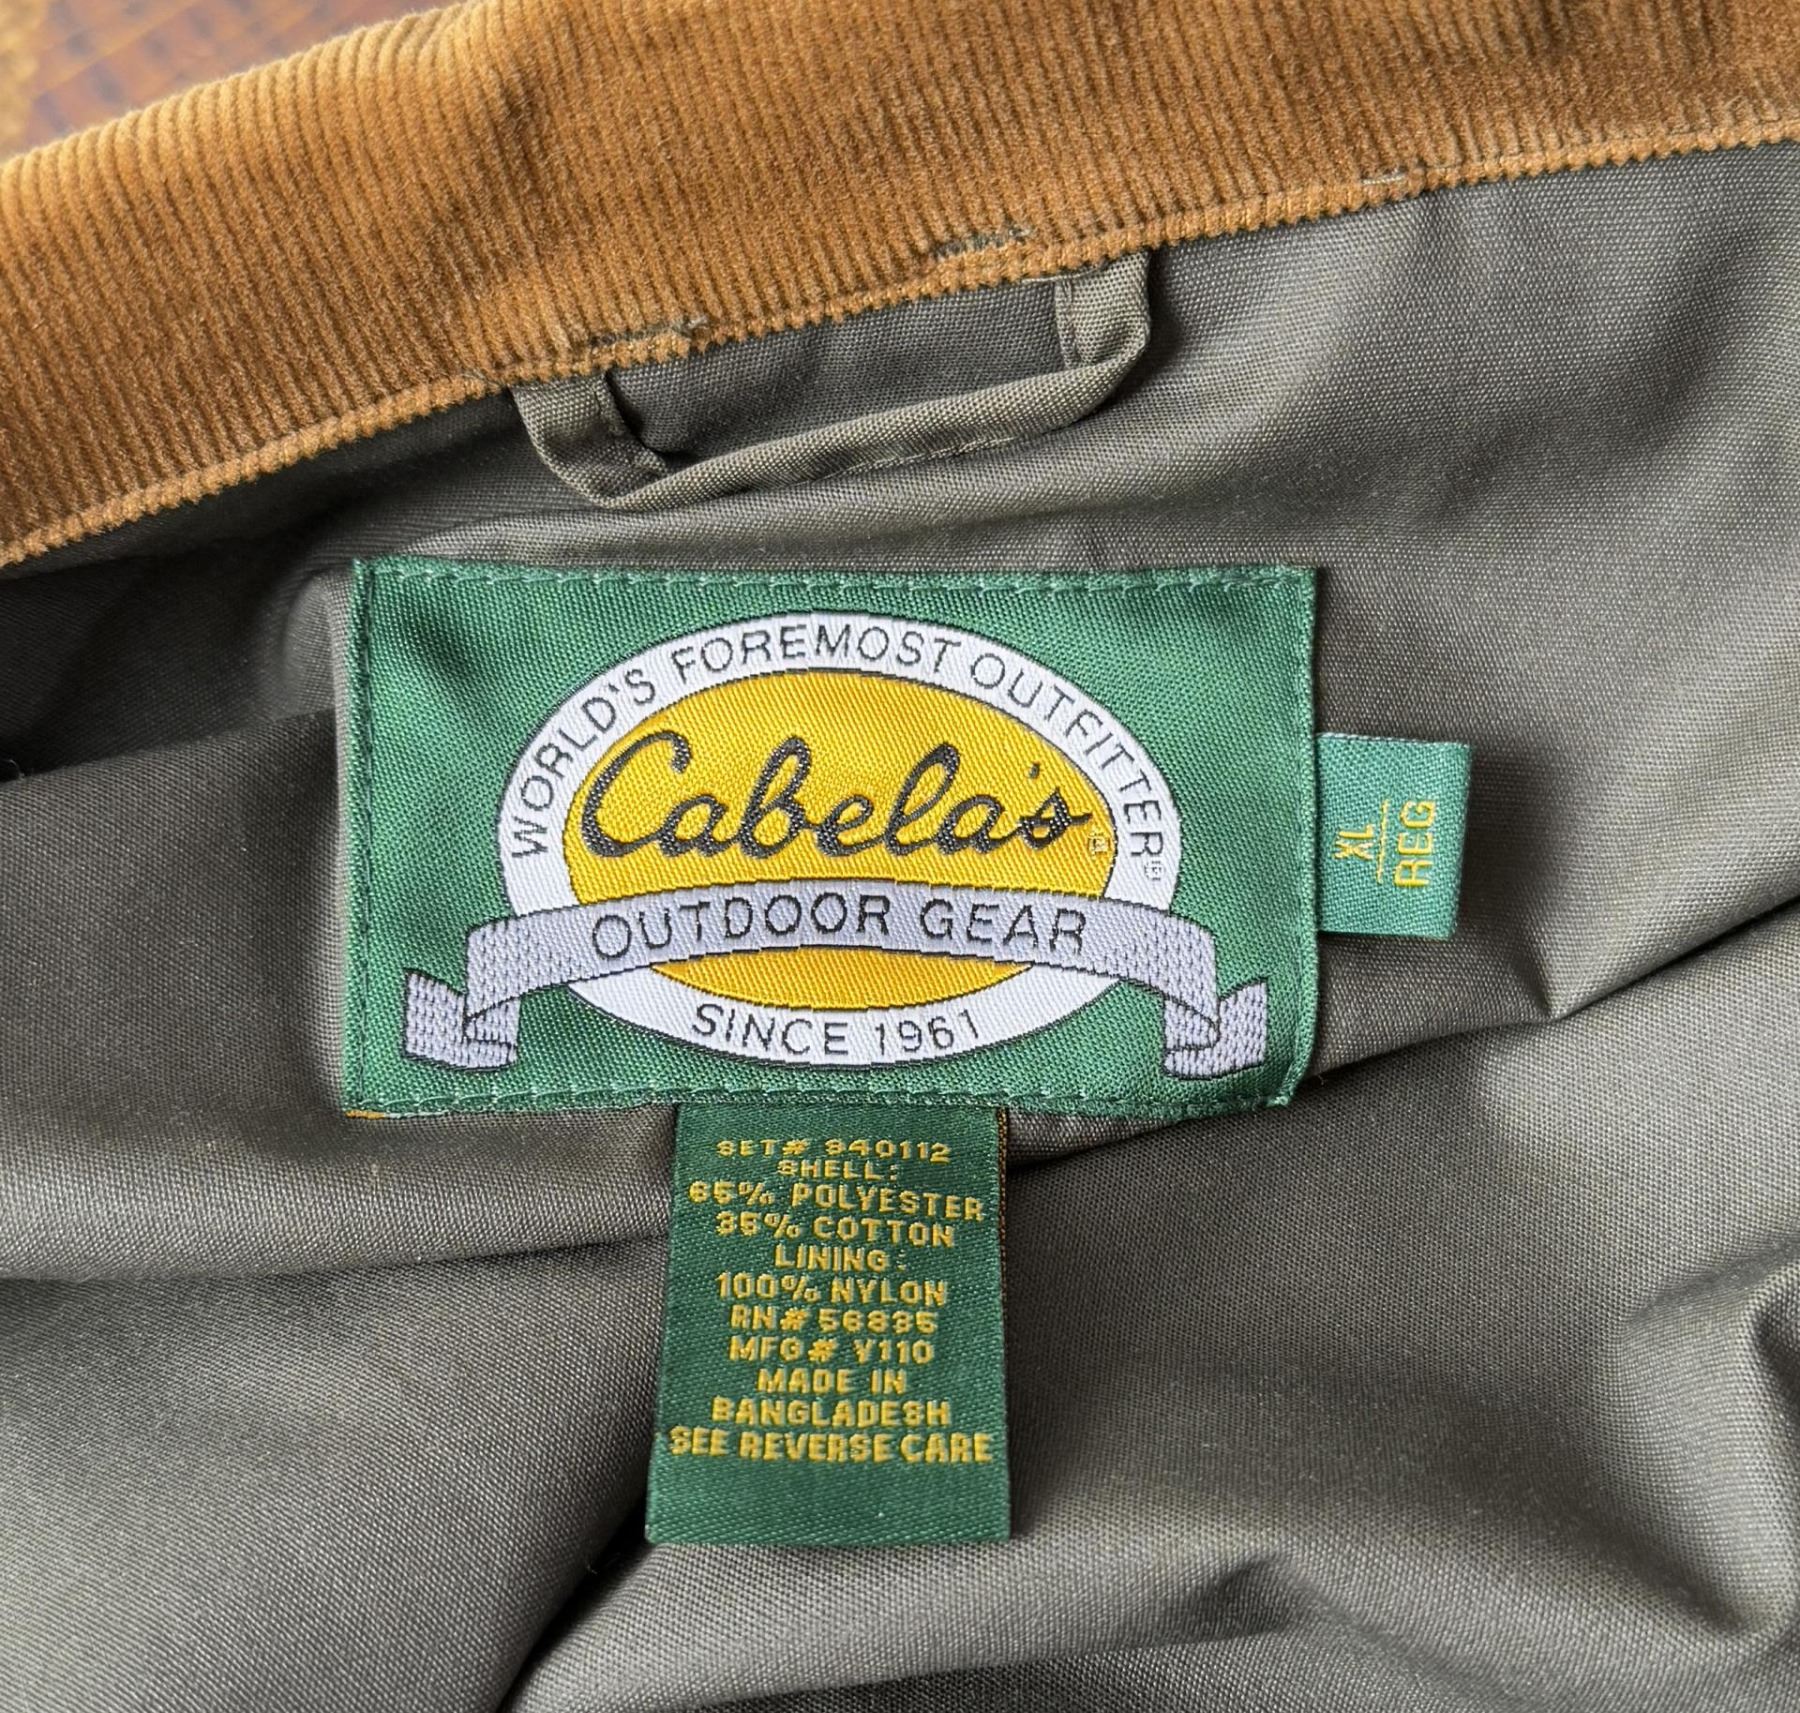 WORLD'S FOREMOST OUTFITTER®
Cabela's®
OUTDOOR GEAR
SINCE 1961
XL
REG
SET# 940112
SHELL:
65% POLYESTER
35% COTTON
LINING:
100% NYLON
RN# 56835
MFG# V110
MADE IN
BANGLADESH
SEE REVERSE CARE